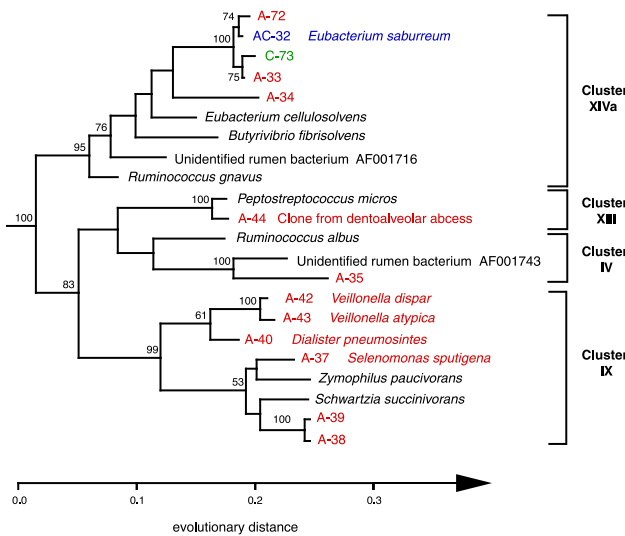 74
A-72
AC-32 Eubacterium saburreum
100
C-73
75
A-33
A-34
Eubacterium cellulosolvens
76
Butyrivibrio fibrisolvens
95
Unidentified rumen bacterium AF001716
Ruminococcus gnavus
Cluster
XIVa
100
100
Peptostreptococcus micros
A-44 Clone from dentoalveolar abcess
Cluster
XIII
Ruminococcus albus
100
Unidentified rumen bacterium AF001743
A-35
Cluster
IV
83
100
A-42 Veillonella dispar
61
A-43 Veillonella atypica
A-40 Dialister pneumosintes
99
A-37 Selenomonas sputigena
53
Zymophilus paucivorans
Schwartzia succinivorans
100
A-39
A-38
Cluster
IX
0.0 0.1 0.2 0.3
evolutionary distance